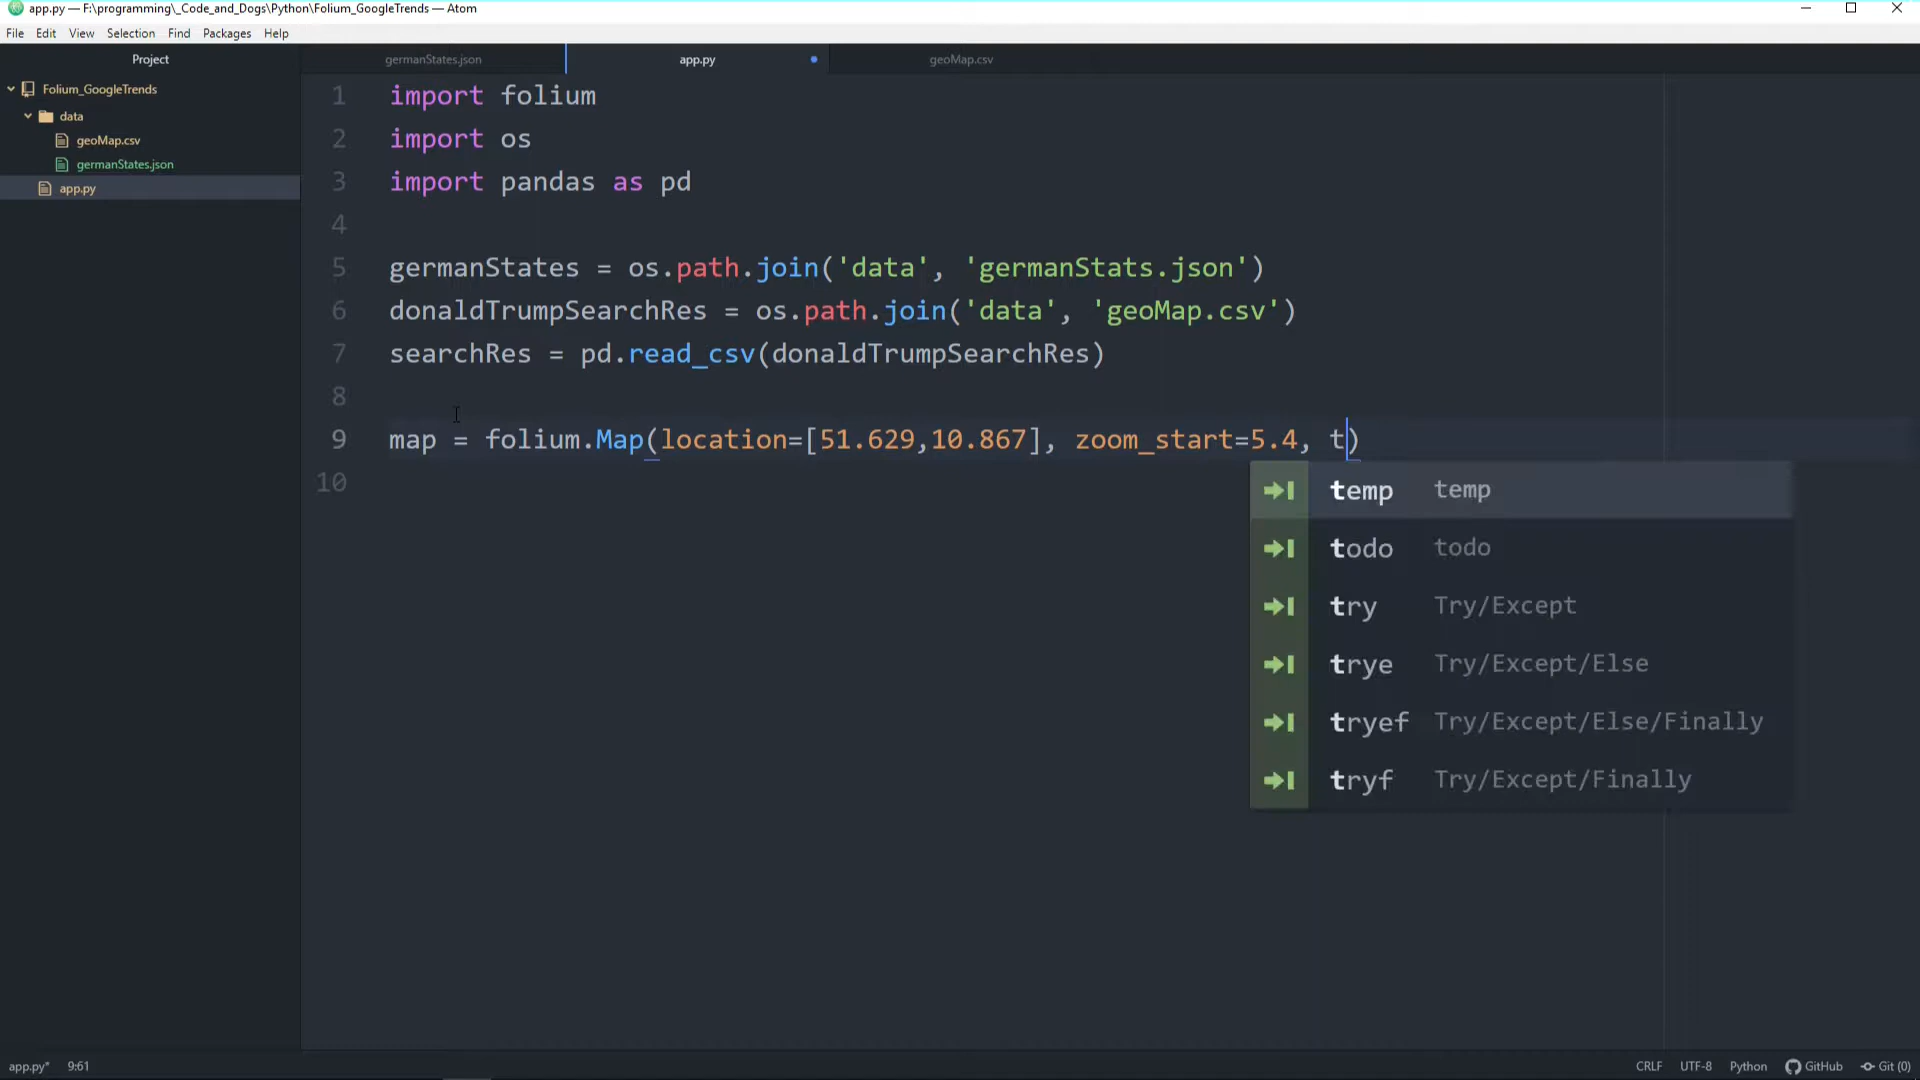 app.py — F:\programming\_Code_and_Dogs\Python\Folium_GoogleTrends — Atom
File Edit View Selection Find Packages Help
Project
germanStates.json
app.py
geoMap.csv
Folium_GoogleTrends
data
geoMap.csv
germanStates.json
app.py
1 import folium
2 import os
3 import pandas as pd
4
5 germanStates = os.path.join('data', 'germanStats.json')
6 donaldTrumpSearchRes = os.path.join('data', 'geoMap.csv')
7 searchRes = pd.read_csv(donaldTrumpSearchRes)
8
9 map = folium.Map(location=[51.629,10.867], zoom_start=5.4, t)
10
temp temp
todo todo
try Try/Except
trye Try/Except/Else
tryef Try/Except/Else/Finally
tryf Try/Except/Finally
app.py* 9:61 CRLF UTF-8 Python GitHub Git (0)